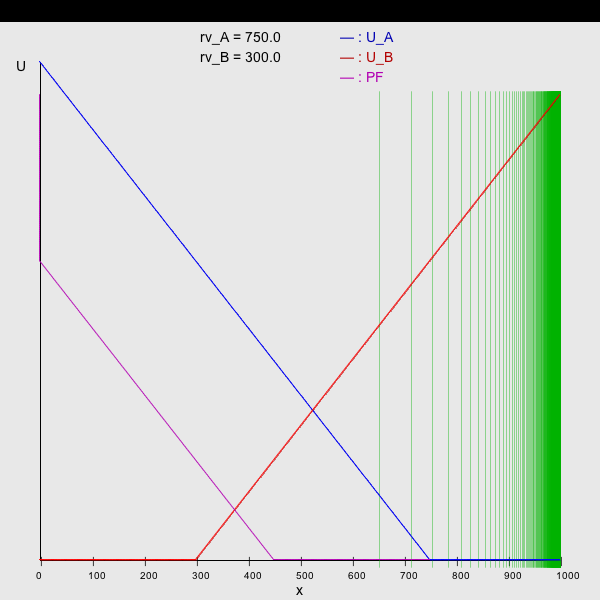 rv_A = 750.0 — : U_A
rv_B = 300.0 — : U_B
— : PF
U
0 100 200 300 400 500 600 700 800 900 1000
x